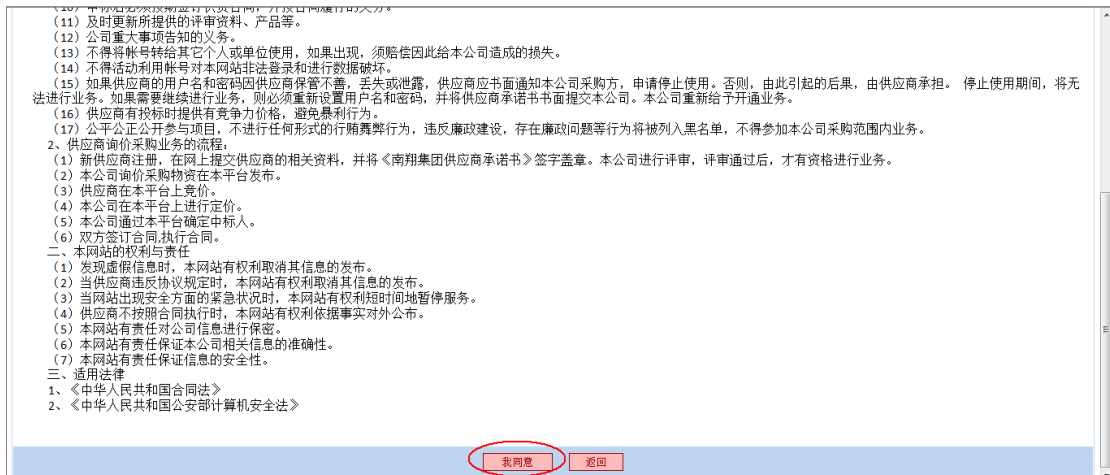 （11）及时更新所提供的评审资料、产品等。
（12）公司重大事项告知的义务。
（13）不得将帐号转给其它个人或单位使用，如果出现，须赔偿因此给本公司造成的损失。
（14）不得活动利用帐号对本网站非法登录和进行数据破坏。
（15）如果供应商的用户名和密码因供应商保管不善，丢失或泄露，供应商应书面通知本公司采购方，申请停止使用。否则，由此引起的后果，由供应商承担。 停止使用期间，将无
法进行业务。如果需要继续进行业务，则必须重新设置用户名和密码，并将供应商承诺书书面提交本公司。本公司重新给予开通业务。
（16）供应商有投标时提供有竞争力价格，避免暴利行为。
（17）公平公正公开参与项目，不进行任何形式的行贿舞弊行为，违反廉政建设，存在廉政问题等行为将被列入黑名单，不得参加本公司采购范围内业务。
2、供应商询价采购业务的流程：
（1）新供应商注册，在网上提交供应商的相关资料，并将《南翔集团供应商承诺书》签字盖章。本公司进行评审，评审通过后，才有资格进行业务。
（2）本公司询价采购物资在本平台发布。
（3）供应商在本平台上竞价。
（4）本公司在本平台上进行定价。
（5）本公司通过本平台确定中标人。
（6）双方签订合同,执行合同。
二、本网站的权利与责任
（1）发现虚假信息时，本网站有权利取消其信息的发布。
（2）当供应商违反协议规定时，本网站有权利取消其信息的发布。
（3）当网站出现安全方面的紧急状况时，本网站有权利短时间地暂停服务。
（4）供应商不按照合同执行时，本网站有权利依据事实对外公布。
（5）本网站有责任对公司信息进行保密。
（6）本网站有责任保证本公司相关信息的准确性。
（7）本网站有责任保证信息的安全性。
三、适用法律
1、《中华人民共和国合同法》
2、《中华人民共和国公安部计算机安全法》
我同意 返回